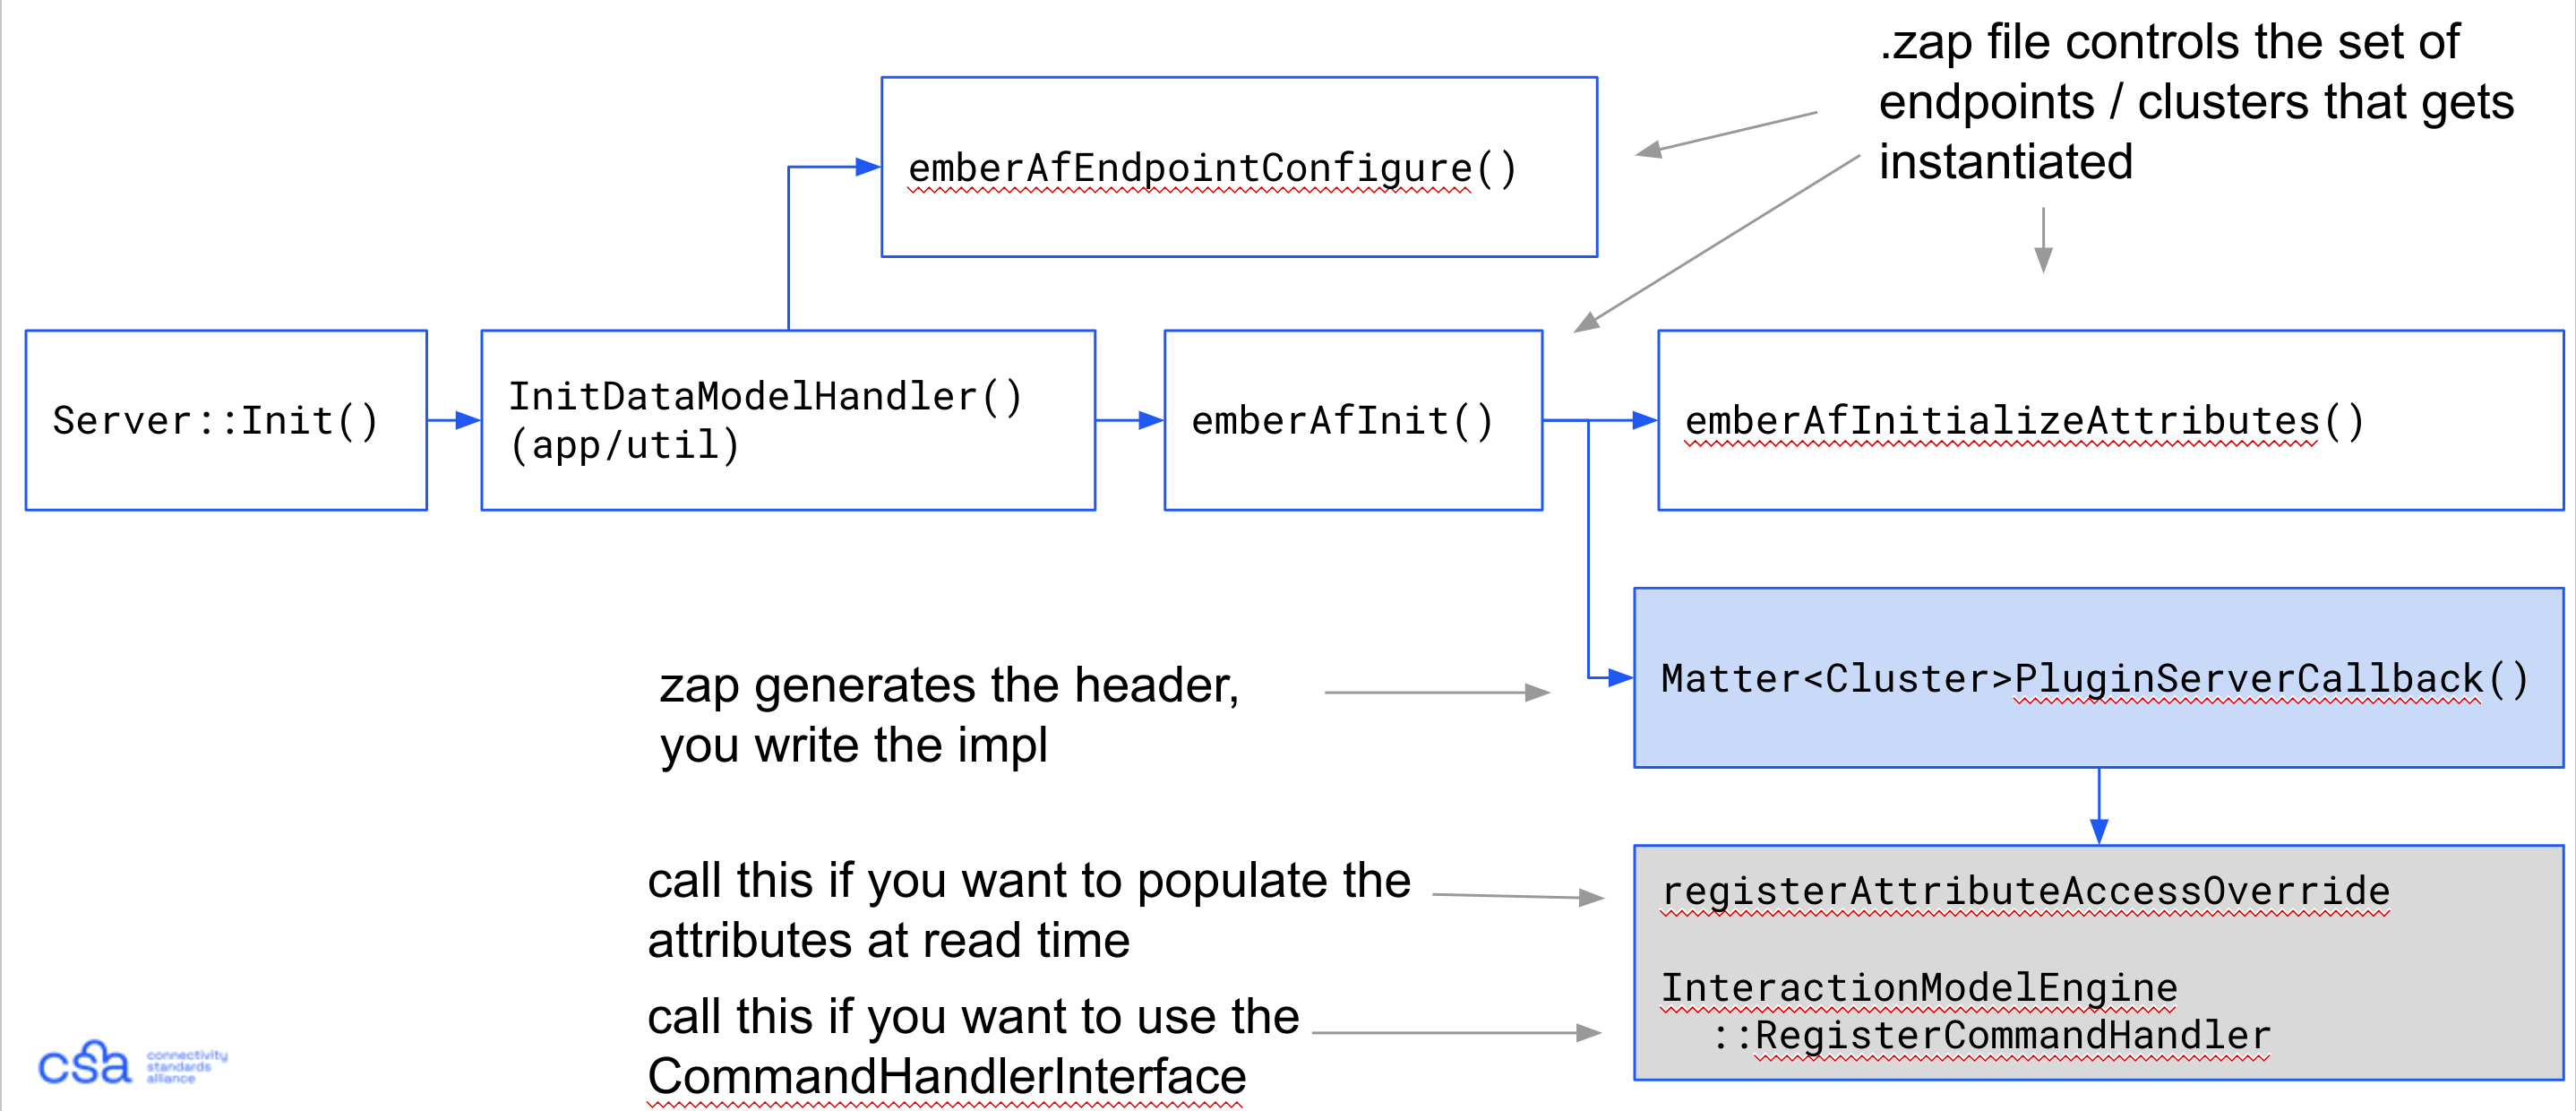 .zap file controls the set of
endpoints / clusters that gets
instantiated
emberAfEndpointConfigure()
Server::Init()
InitDataModelHandler()
(app/util)
emberAfInit()
emberAfInitializeAttributes()
zap generates the header,
you write the impl
Matter<Cluster>PluginServerCallback()
call this if you want to populate the
attributes at read time
registerAttributeAccessOverride
call this if you want to use the
CommandHandlerInterface
InteractionModelEngine
::RegisterCommandHandler
csa
connectivity
standards
alliance